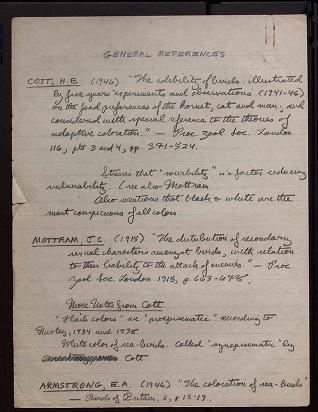 GENERAL REFERENCES
COTT, H.B. (1946) "The edibility of birds: illustrated
by five years' experiments and observations (1941-46)
on the food preferences of the hornet, cat and man; and
considered with special reference to the theories of
adaptive coloration." — Proc. Zool. Soc. London
116, pts 3 and 4, pp. 371-524.
Stresses that "sociability" is a factor reducing
vulnerability. (See also Mottram
Also mentions that black & white are the
most conspicuous of all colors.
MOTTRAM, J.C. (1915) "The distribution of secondary
sexual characters amongst birds, with relation
to their liability to the attack of enemies." — Proc
Zool. Soc. London 1915, p. 663-678.
More Notes from Cott.
"Flash colors" are "proepisematic" according to
Huxley, 1934 and 1938
White color of sea-birds called "synepisematic" by
Cott
ARMSTRONG, E.A. (1946) "The coloration of sea-birds"
— Birds of Britain, 2, p 15-19.